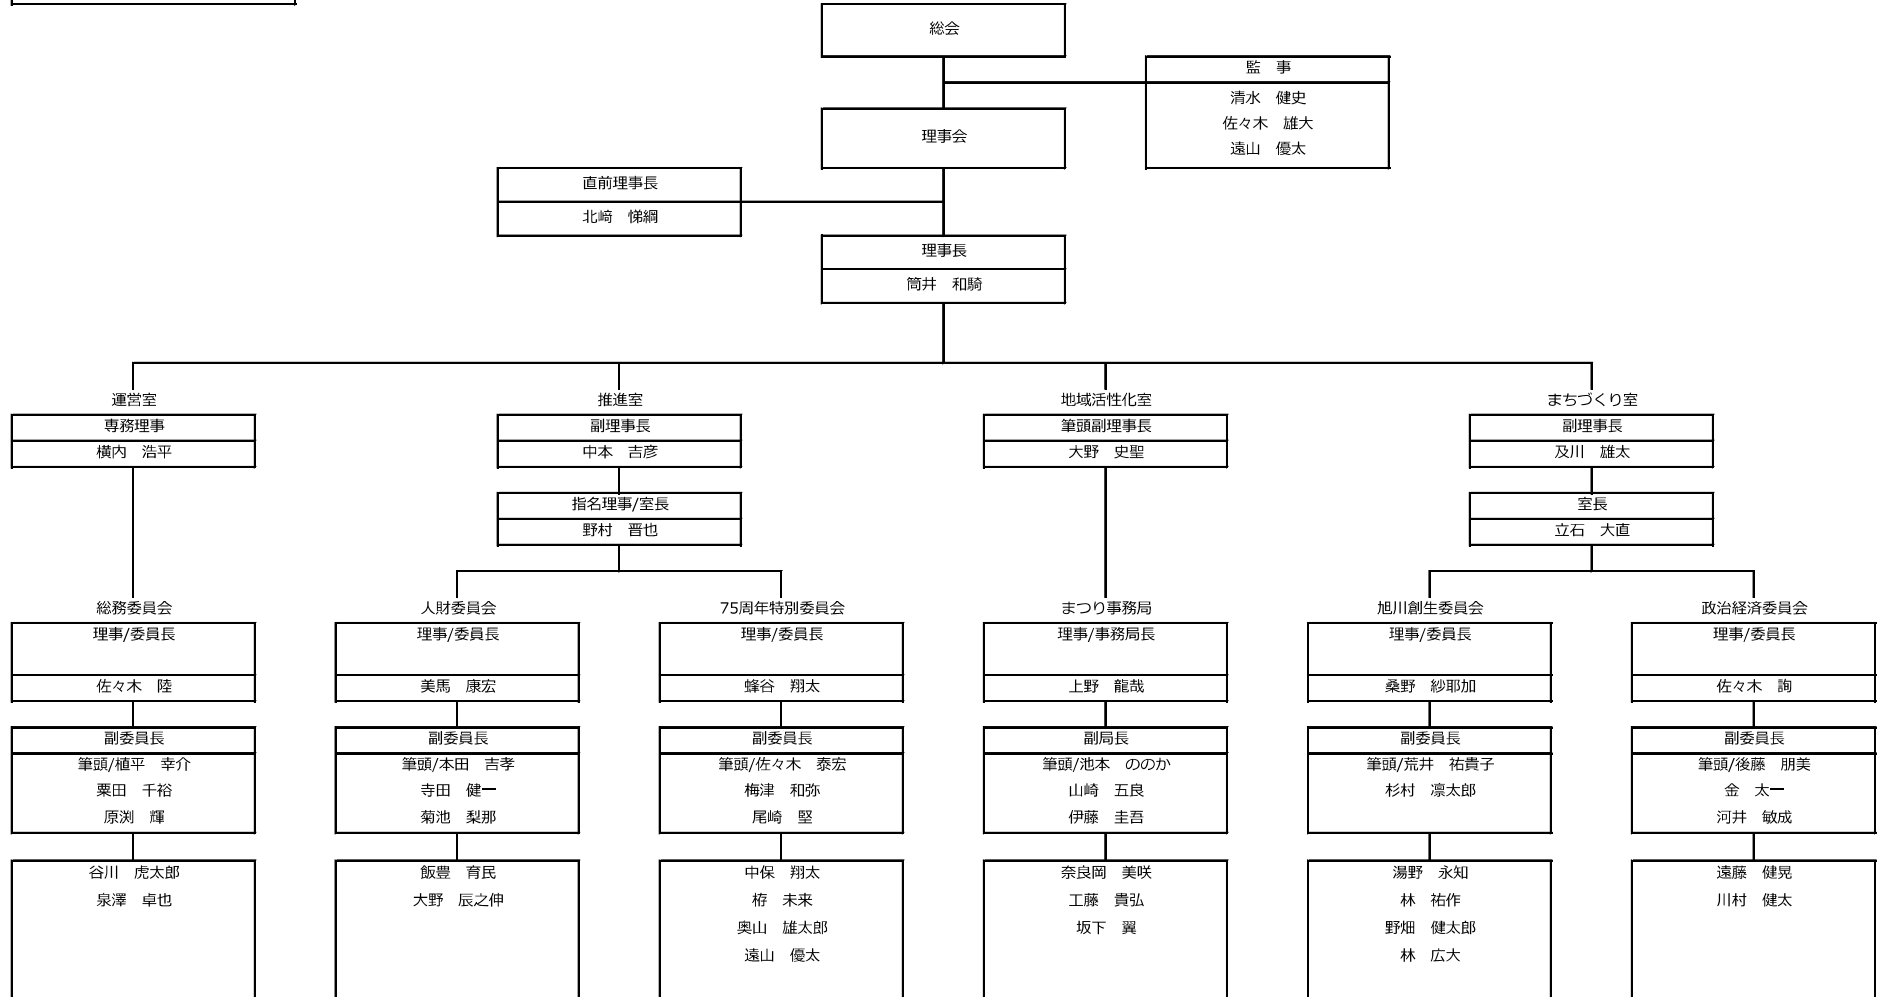 総会
監　事
清水　健史
佐々木　雄大
遠山　優太
理事会
直前理事長
北﨑　悌綱
理事長
筒井　和騎
運営室
専務理事
横内　浩平
推進室
副理事長
中本　吉彦
指名理事/室長
野村　晋也
地域活性化室
筆頭副理事長
大野　史聖
まちづくり室
副理事長
及川　雄太
室長
立石　大直
総務委員会
理事/委員長
佐々木　陸
副委員長
筆頭/植平　幸介
粟田　千裕
原渕　輝
谷川　虎太郎
泉澤　卓也
人財委員会
理事/委員長
美馬　康宏
副委員長
筆頭/本田　吉孝
寺田　健一
菊池　梨那
飯豊　育民
大野　辰之伸
75周年特別委員会
理事/委員長
蜂谷　翔太
副委員長
筆頭/佐々木　泰宏
梅津　和弥
尾崎　堅
中保　翔太
栫　未来
奥山　雄太郎
遠山　優太
まつり事務局
理事/事務局長
上野　龍哉
副局長
筆頭/池本　ののか
山崎　五良
伊藤　圭吾
奈良岡　美咲
工藤　貴弘
坂下　翼
旭川創生委員会
理事/委員長
桑野　紗耶加
副委員長
筆頭/荒井　祐貴子
杉村　凛太郎
湯野　永知
林　祐作
野畑　健太郎
林　広大
政治経済委員会
理事/委員長
佐々木　詢
副委員長
筆頭/後藤　朋美
金　太一
河井　敏成
遠藤　健晃
川村　健太